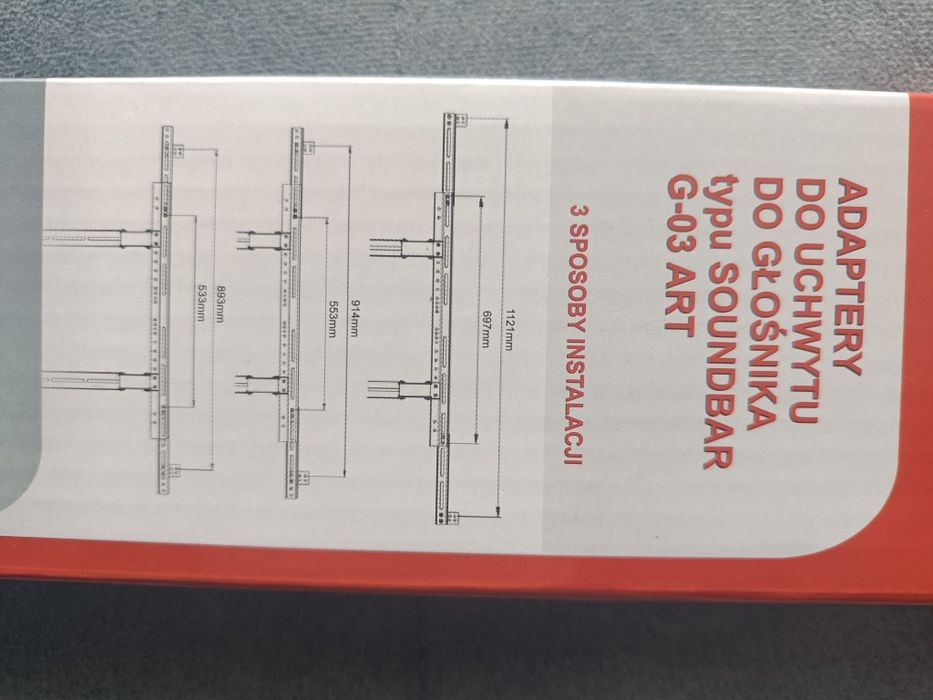 ADAPTERY
DO UCHWYTU
DO GŁOŚNIKA
typu SOUNDBAR
G-03 ART
3 SPOSOBY INSTALACJI
1121mm
697mm
914mm
553mm
893mm
533mm